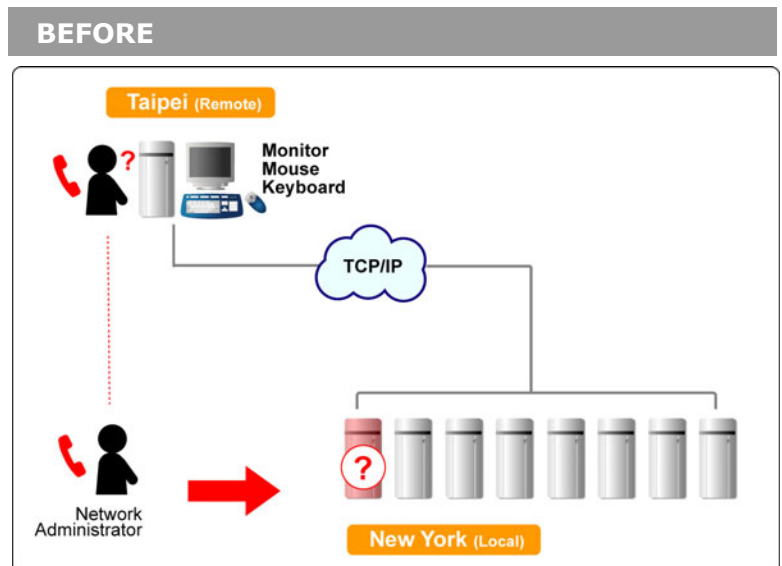 BEFORE
Taipei (Remote)
?
Monitor
Mouse
Keyboard
TCP/IP
?
Network
Administrator
New York (Local)